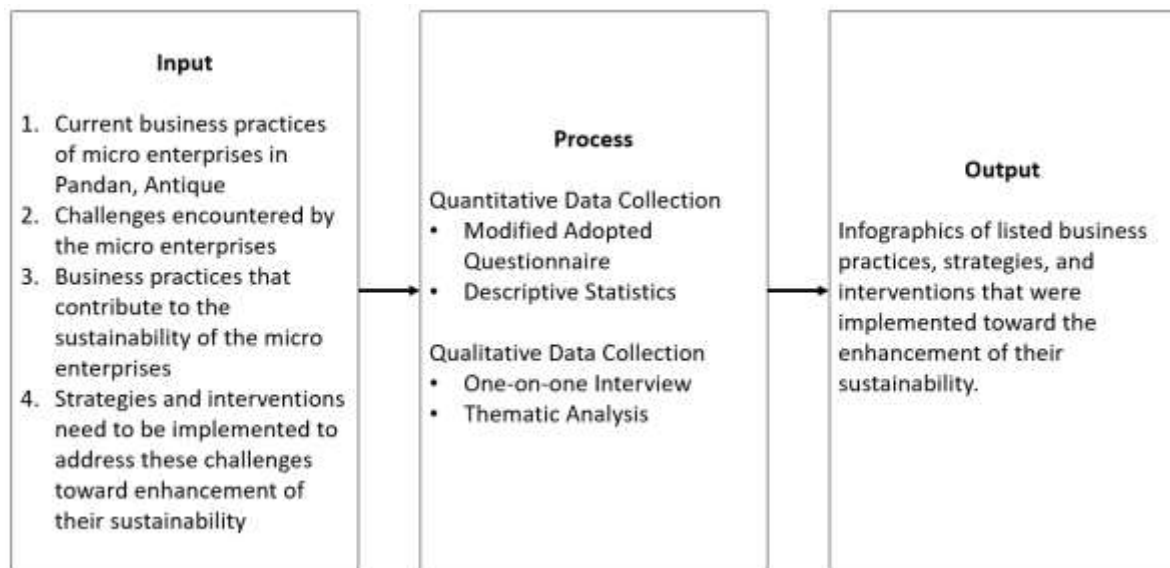 Input
1. Current business practices
of micro enterprises in
Pandan, Antique
2. Challenges encountered by
the micro enterprises
3. Business practices that
contribute to the
sustainability of the micro
enterprises
4. Strategies and interventions
need to be implemented to
address these challenges
toward enhancement of
their sustainability
Process
Quantitative Data Collection
• Modified Adopted
Questionnaire
• Descriptive Statistics
Qualitative Data Collection
• One-on-one Interview
• Thematic Analysis
Output
Infographics of listed business
practices, strategies, and
interventions that were
implemented toward the
enhancement of their
sustainability.